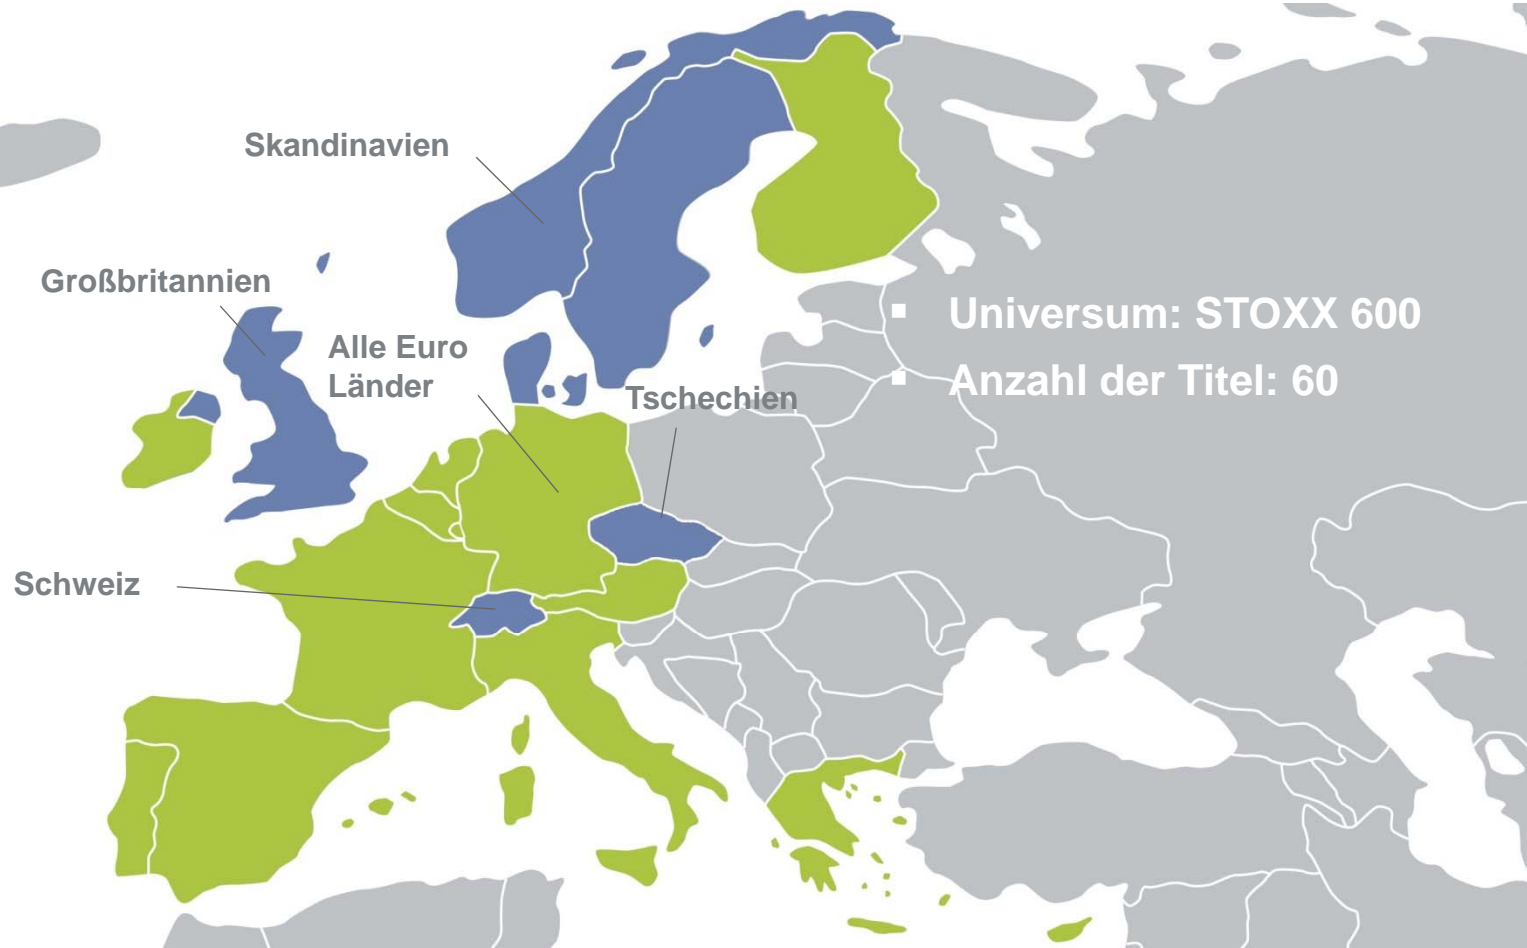 Skandinavien
Großbritannien
Alle Euro
Länder
Tschechien
Schweiz
▪ Universum: STOXX 600
▪ Anzahl der Titel: 60